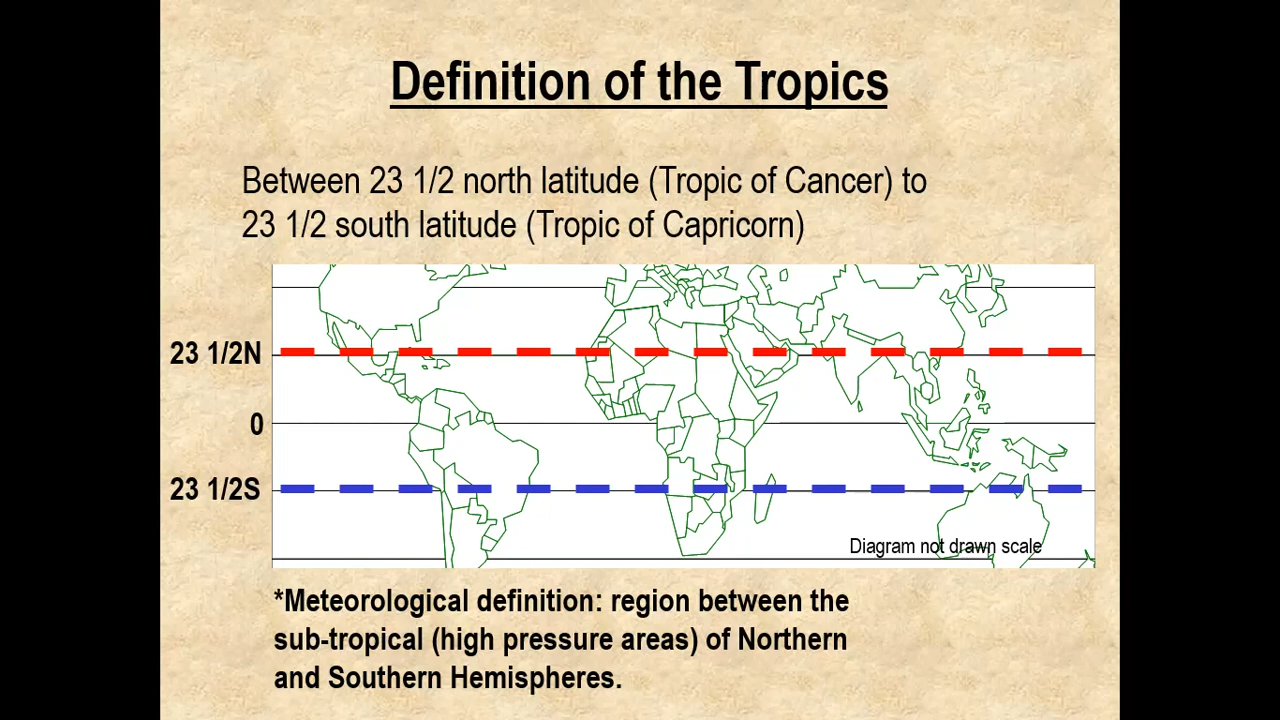 Definition of the Tropics
Between 23 1/2 north latitude (Tropic of Cancer) to
23 1/2 south latitude (Tropic of Capricorn)
23 1/2N
0
23 1/2S
Diagram not drawn scale
*Meteorological definition: region between the
sub-tropical (high pressure areas) of Northern
and Southern Hemispheres.